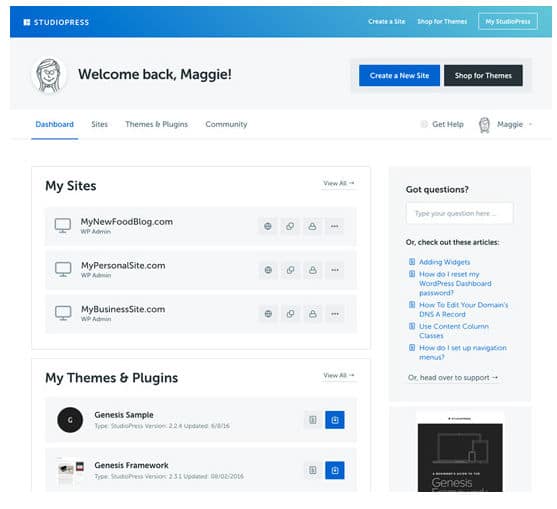 STUDIOPRESS
Create a Site Shop for Themes My StudioPress
Welcome back, Maggie!
Create a New Site Shop for Themes
Dashboard Sites Themes & Plugins Community
Get Help Maggie
My Sites
View All →
MyNewFoodBlog.com
WP Admin
MyPersonalSite.com
WP Admin
MyBusinessSite.com
WP Admin
My Themes & Plugins
View All →
G
Genesis Sample
Type: StudioPress Version: 2.2.4 Updated: 6/8/16
Genesis Framework
Type: StudioPress Version: 2.3.1 Updated: 08/02/2016
Got questions?
Type your question here ...
Or, check out these articles:
Adding Widgets
How do I reset my
WordPress Dashboard
password?
How To Edit Your Domain's
DNS A Record
Use Content Column
Classes
How do I set up navigation
menus?
Or, head over to support →
STUDIOPRESS
A BEGINNER'S GUIDE TO THE
Genesis